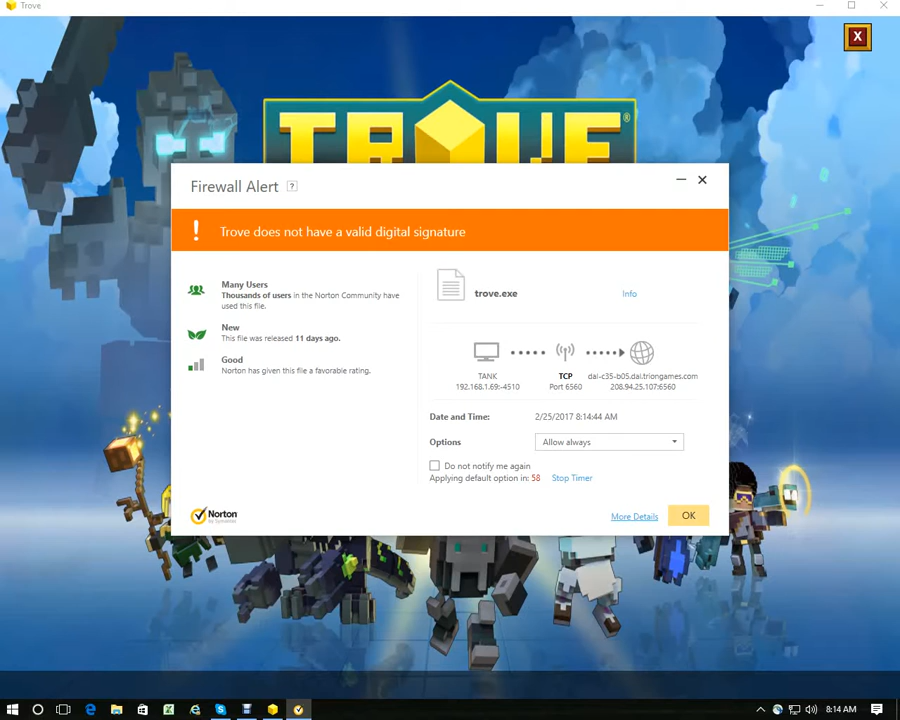 Trove
X
TROVE®
Firewall Alert ?
! Trove does not have a valid digital signature
Many Users
Thousands of users in the Norton Community have
used this file.
New
This file was released 11 days ago.
Good
Norton has given this file a favorable rating.
trove.exe
Info
TANK
192.168.1.69:-4510
TCP
Port 6560
dal-c35-b05.dal.triongames.com
208.94.25.107:6560
Date and Time: 2/25/2017 8:14:44 AM
Options Allow always
Do not notify me again
Applying default option in: 58 Stop Timer
Norton
by Symantec
More Details OK
8:14 AM